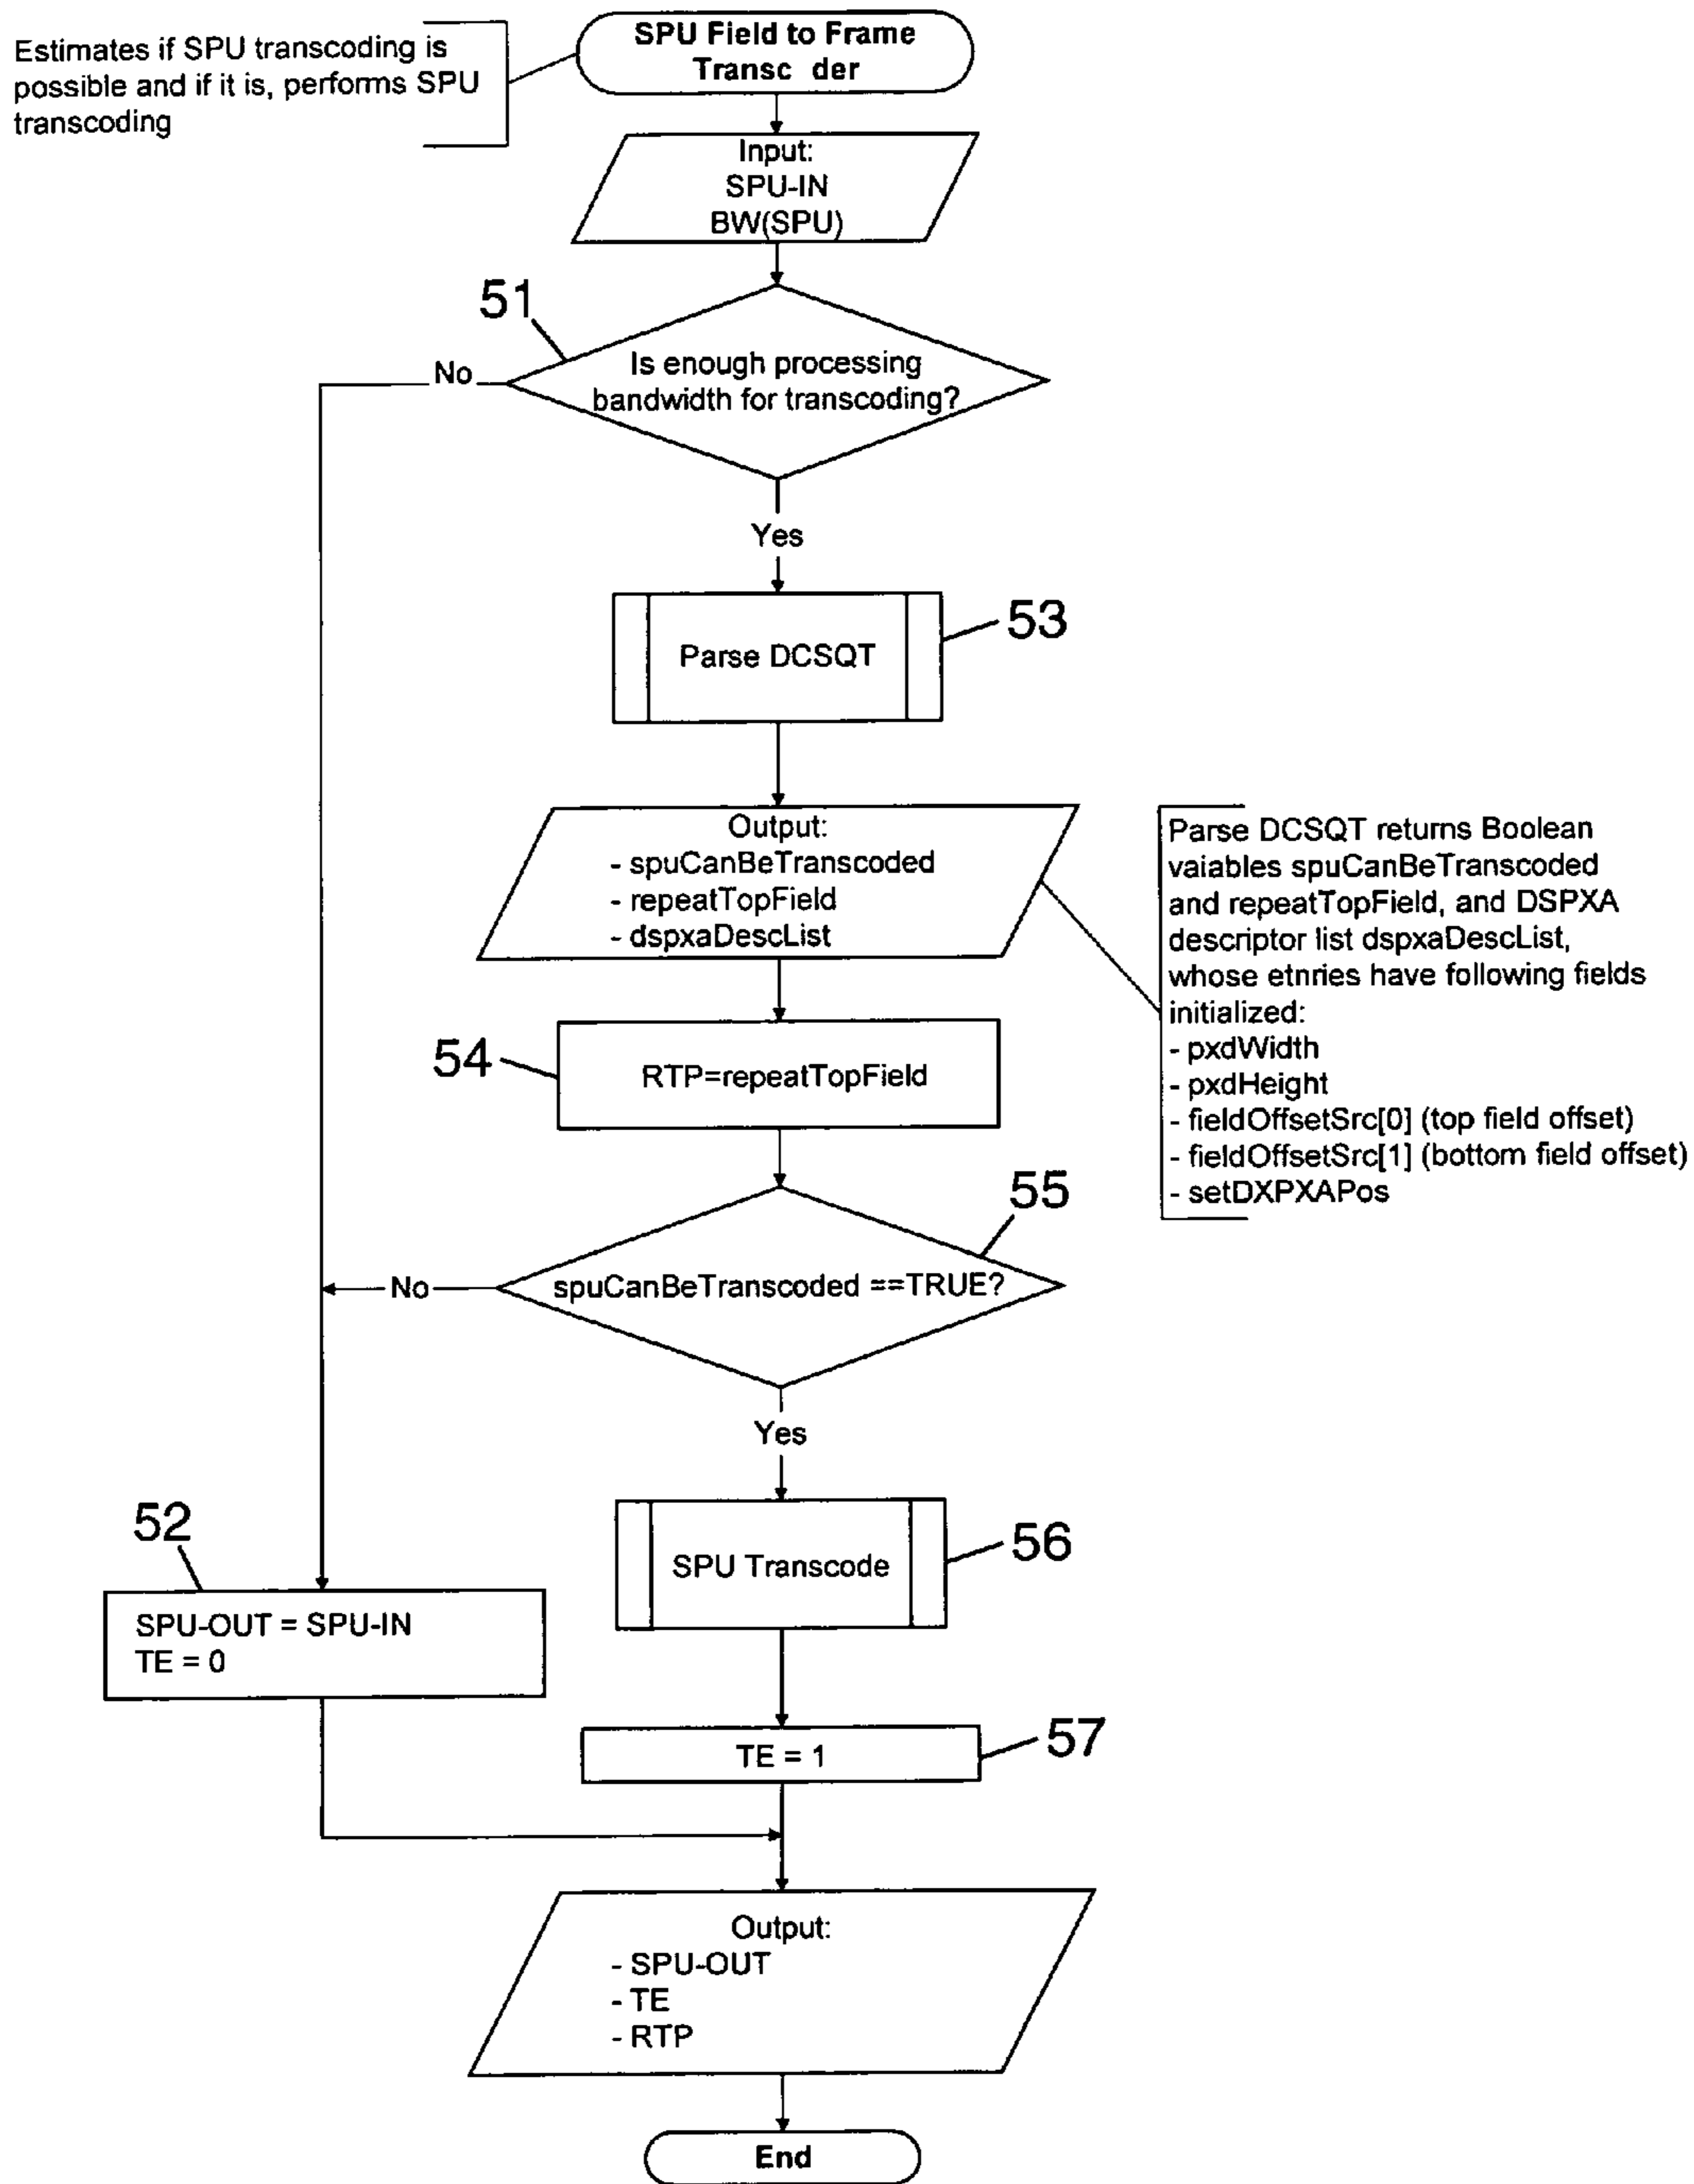 Estimates if SPU transcoding is
possible and if it is, performs SPU
transcoding
SPU Field to Frame
Transc der
Input:
SPU-IN
BW(SPU)
51
Is enough processing
bandwidth for transcoding?
No
Yes
53
Parse DCSQT
Output:
- spuCanBeTranscoded
- repeatTopField
- dspxaDescList
Parse DCSQT returns Boolean
vaiables spuCanBeTranscoded
and repeatTopField, and DSPXA
descriptor list dspxaDescList,
whose etnries have following fields
initialized:
- pxdWidth
- pxdHeight
- fieldOffsetSrc[0] (top field offset)
- fieldOffsetSrc[1] (bottom field offset)
- setDXPXAPos
54
RTP=repeatTopField
55
spuCanBeTranscoded ==TRUE?
No
Yes
52
SPU-OUT = SPU-IN
TE = 0
56
SPU Transcode
57
TE = 1
Output:
- SPU-OUT
- TE
- RTP
End